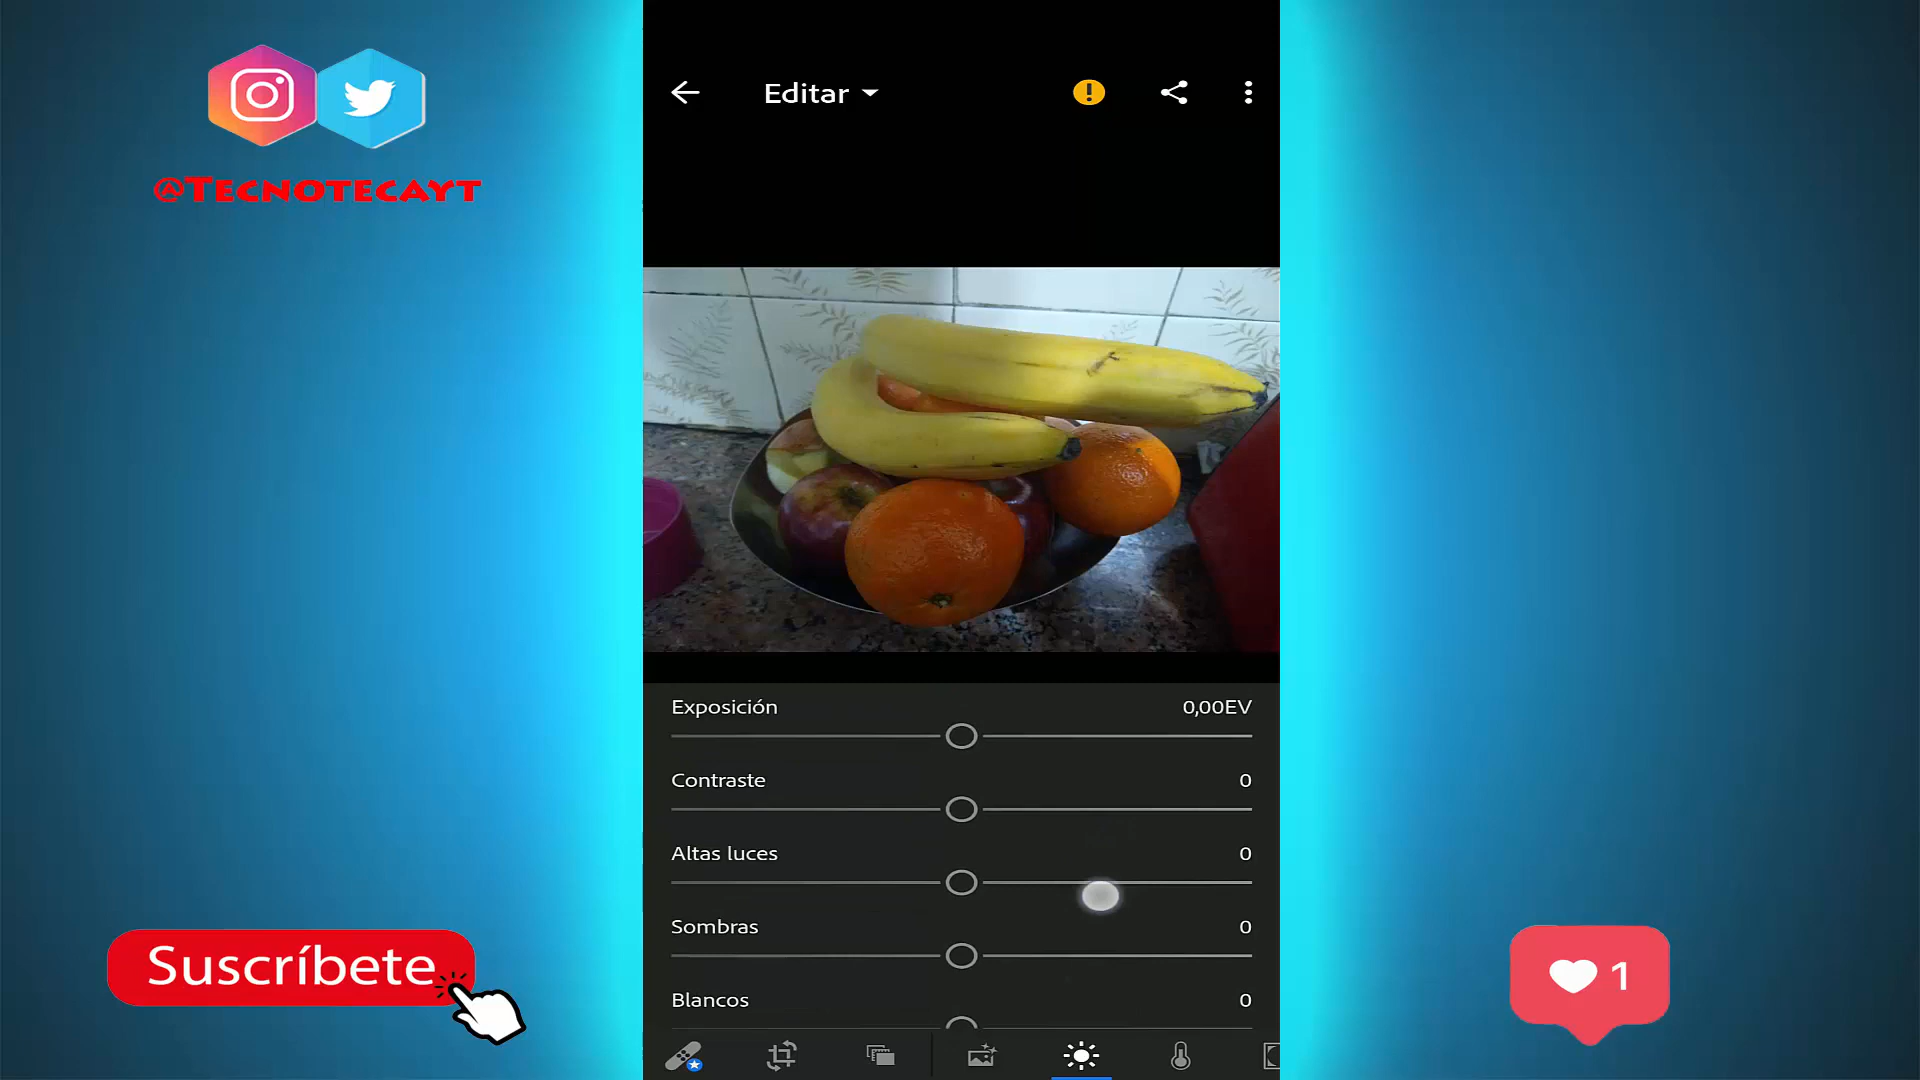 @Tecnotecayt
Editar
Exposición 0,00EV
Contraste 0
Altas luces 0
Sombras 0
Blancos 0
Suscríbete
1